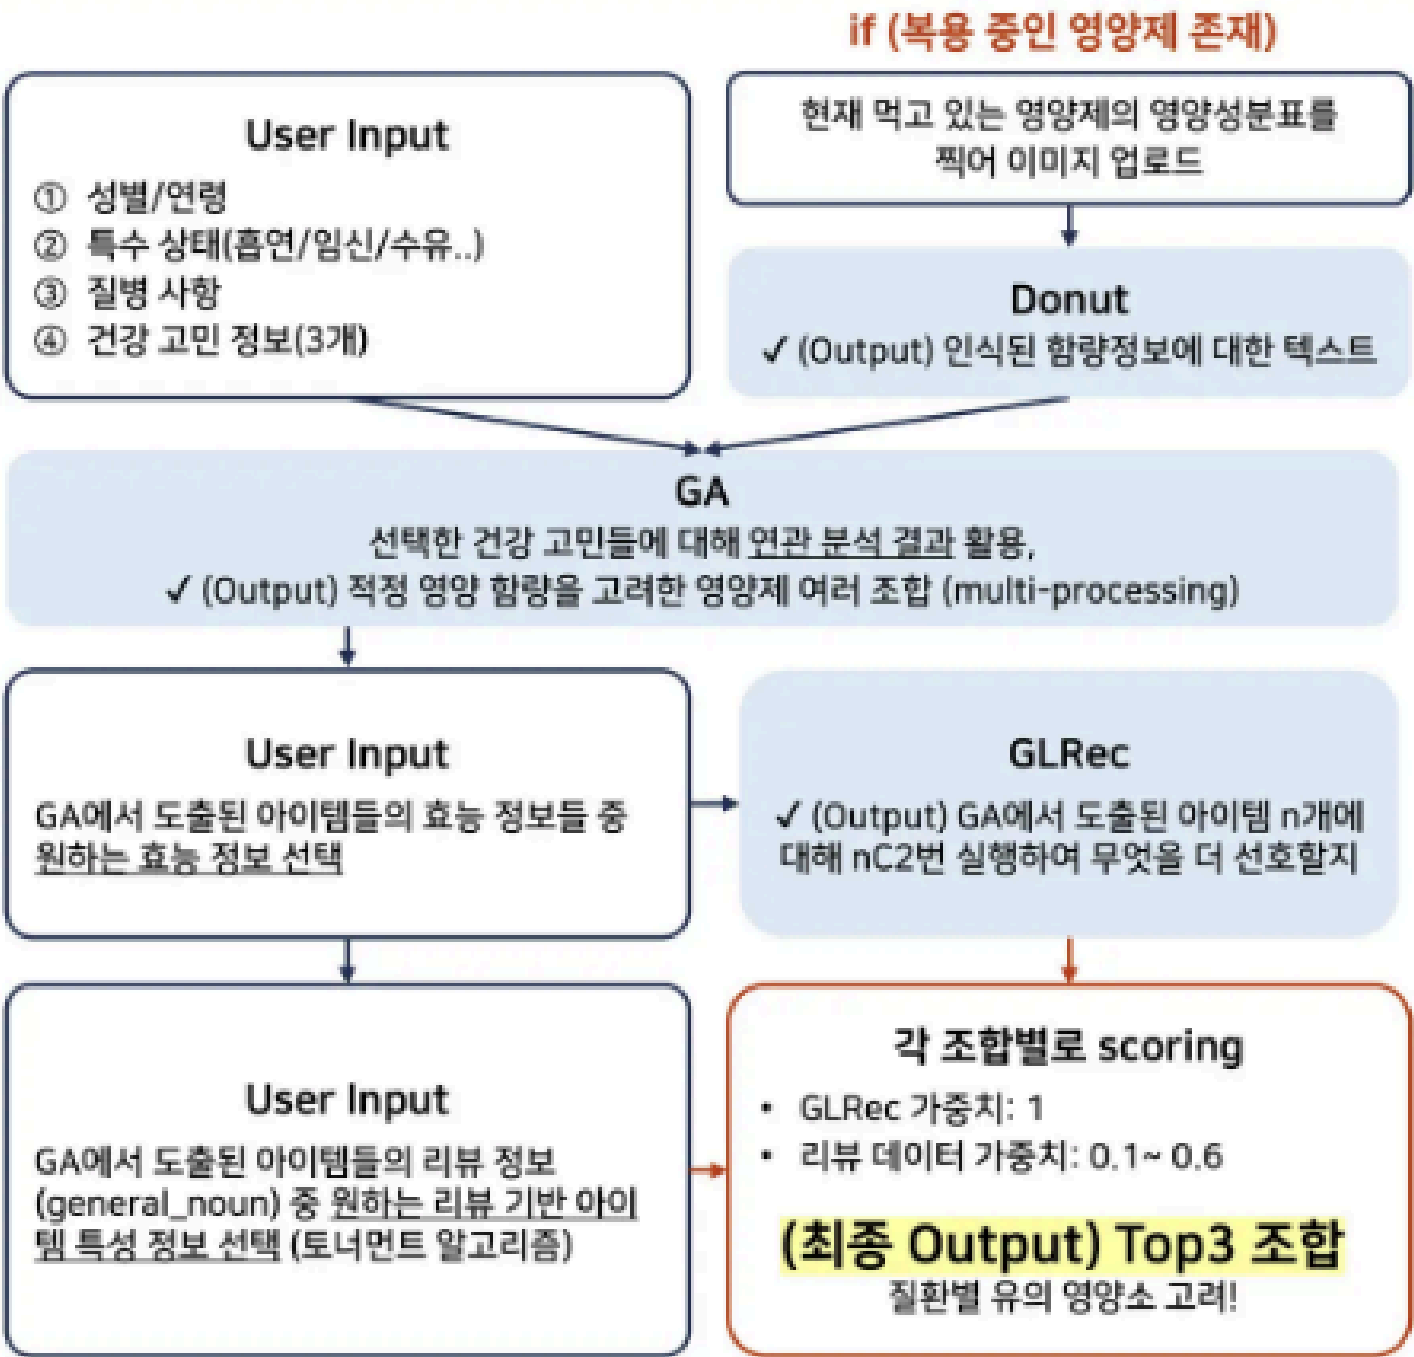 if (복용 중인 영양제 존재)
User Input
① 성별/연령
② 특수 상태(흡연/임신/수유..)
③ 질병 사항
④ 건강 고민 정보(3개)
현재 먹고 있는 영양제의 영양성분표를
찍어 이미지 업로드
Donut
✓ (Output) 인식된 함량정보에 대한 텍스트
GA
선택한 건강 고민들에 대해 연관 분석 결과 활용,
✓ (Output) 적정 영양 함량을 고려한 영양제 여러 조합 (multi-processing)
User Input
GA에서 도출된 아이템들의 효능 정보들 중
원하는 효능 정보 선택
GLRec
✓ (Output) GA에서 도출된 아이템 n개에
대해 nC2번 실행하여 무엇을 더 선호할지
User Input
GA에서 도출된 아이템들의 리뷰 정보
(general_noun) 중 원하는 리뷰 기반 아이
템 특성 정보 선택 (토너먼트 알고리즘)
각 조합별로 scoring
• GLRec 가중치: 1
• 리뷰 데이터 가중치: 0.1~ 0.6
(최종 Output) Top3 조합
질환별 유의 영양소 고려!